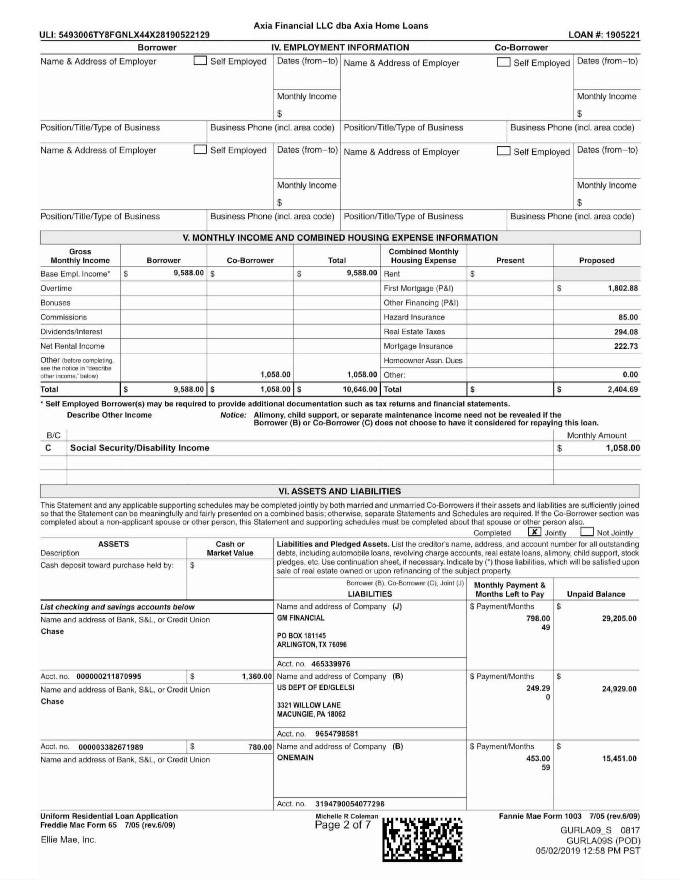 Axia Financial LLC dba Axia Home Loans
ULI: 5493006TY8FGNLX44X28190522129 LOAN #: 1905221
Borrower IV. EMPLOYMENT INFORMATION Co-Borrower
Name & Address of Employer Self Employed Dates (from–to) Name & Address of Employer Self Employed Dates (from–to)
Monthly Income Monthly Income
$ $
Position/Title/Type of Business Business Phone (incl. area code) Position/Title/Type of Business Business Phone (incl. area code)
Name & Address of Employer Self Employed Dates (from–to) Name & Address of Employer Self Employed Dates (from–to)
Monthly Income Monthly Income
$ $
Position/Title/Type of Business Business Phone (incl. area code) Position/Title/Type of Business Business Phone (incl. area code)
V. MONTHLY INCOME AND COMBINED HOUSING EXPENSE INFORMATION
Gross Combined Monthly
Monthly Income Borrower Co-Borrower Total Housing Expense Present Proposed
Base Empl. Income* $ 9,588.00 $ $ 9,588.00 Rent $
Overtime First Mortgage (P&I) $ 1,802.88
Bonuses Other Financing (P&I)
Commissions Hazard Insurance 85.00
Dividends/Interest Real Estate Taxes 294.08
Net Rental Income Mortgage Insurance 222.73
Other (before completing, Homeowner Assn. Dues
see the notice in "describe
other income," below) 1,058.00 1,058.00 Other: 0.00
Total $ 9,588.00 $ 1,058.00 $ 10,646.00 Total $ $ 2,404.69
* Self Employed Borrower(s) may be required to provide additional documentation such as tax returns and financial statements.
Describe Other Income Notice: Alimony, child support, or separate maintenance income need not be revealed if the
Borrower (B) or Co-Borrower (C) does not choose to have it considered for repaying this loan.
B/C Monthly Amount
C Social Security/Disability Income $ 1,058.00
VI. ASSETS AND LIABILITIES
This Statement and any applicable supporting schedules may be completed jointly by both married and unmarried Co-Borrowers if their assets and liabilities are sufficiently joined
so that the Statement can be meaningfully and fairly presented on a combined basis; otherwise, separate Statements and Schedules are required. If the Co-Borrower section was
completed about a non-applicant spouse or other person, this Statement and supporting schedules must be completed about that spouse or other person also.
Completed X Jointly Not Jointly
ASSETS Cash or Liabilities and Pledged Assets. List the creditor's name, address, and account number for all outstanding
Description Market Value debts, including automobile loans, revolving charge accounts, real estate loans, alimony, child support, stock
Cash deposit toward purchase held by: $ pledges, etc. Use continuation sheet, if necessary. Indicate by (*) those liabilities, which will be satisfied upon
sale of real estate owned or upon refinancing of the subject property.
Borrower (B), Co-Borrower (C), Joint (J) Monthly Payment &
LIABILITIES Months Left to Pay Unpaid Balance
List checking and savings accounts below Name and address of Company (J) $ Payment/Months $
Name and address of Bank, S&L, or Credit Union GM FINANCIAL 798.00 29,205.00
Chase 49
PO BOX 181145
ARLINGTON, TX 76096
Acct. no. 465339976
Acct. no. 000000211870995 $ 1,360.00 Name and address of Company (B) $ Payment/Months $
Name and address of Bank, S&L, or Credit Union US DEPT OF ED/GLELSI 249.29 24,929.00
Chase 0
3321 WILLOW LANE
MACUNGIE, PA 18062
Acct. no. 9654798581
Acct. no. 000003382671989 $ 780.00 Name and address of Company (B) $ Payment/Months $
Name and address of Bank, S&L, or Credit Union ONEMAIN 453.00 15,451.00
59
Acct. no. 3194790054077298
Uniform Residential Loan Application Michelle R Coleman Fannie Mae Form 1003 7/05 (rev.6/09)
Freddie Mac Form 65 7/05 (rev.6/09) Page 2 of 7
Ellie Mae, Inc. GURLA09_S 0817
GURLA09S (POD)
05/02/2019 12:58 PM PST